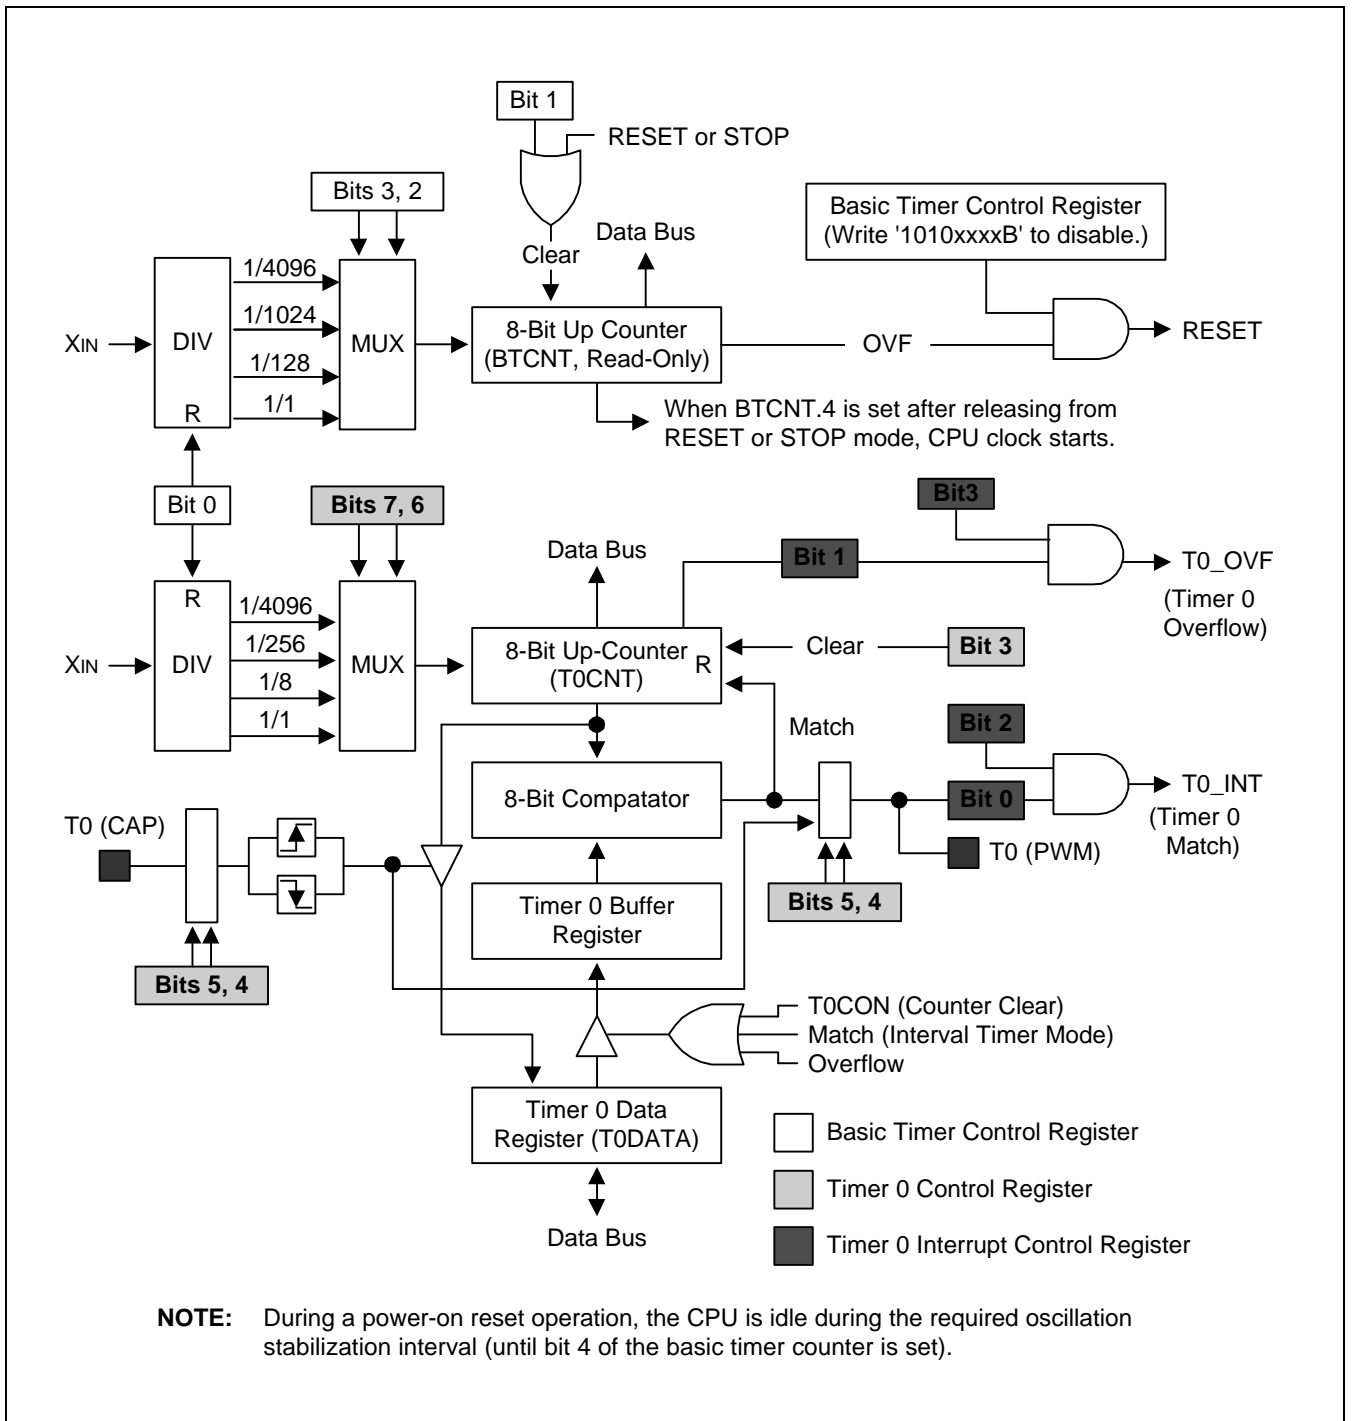 Bit 1
RESET or STOP
Bits 3, 2
Basic Timer Control Register
(Write '1010xxxxB' to disable.)
Data Bus
Clear
1/4096
1/1024
1/128
1/1
XIN
DIV
R
MUX
8-Bit Up Counter
(BTCNT, Read-Only)
OVF
RESET
When BTCNT.4 is set after releasing from
RESET or STOP mode, CPU clock starts.
Bit 0
Bits 7, 6
Bit3
Data Bus
Bit 1
T0_OVF
(Timer 0
Overflow)
R
1/4096
1/256
1/8
1/1
XIN
DIV
MUX
8-Bit Up-Counter
(T0CNT)
R
Clear
Bit 3
Match
Bit 2
8-Bit Compatator
Bit 0
T0_INT
(Timer 0
Match)
T0 (CAP)
T0 (PWM)
Timer 0 Buffer
Register
Bits 5, 4
Bits 5, 4
T0CON (Counter Clear)
Match (Interval Timer Mode)
Overflow
Timer 0 Data
Register (T0DATA)
Data Bus
Basic Timer Control Register
Timer 0 Control Register
Timer 0 Interrupt Control Register
NOTE: During a power-on reset operation, the CPU is idle during the required oscillation
stabilization interval (until bit 4 of the basic timer counter is set).